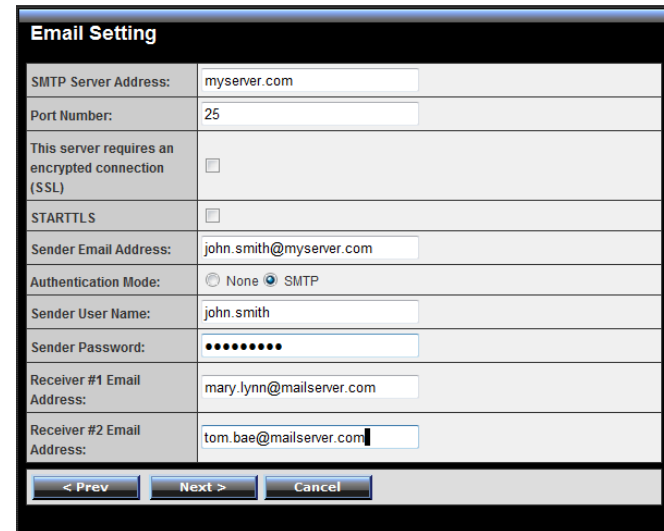 Email Setting
SMTP Server Address: myserver.com
Port Number: 25
This server requires an
encrypted connection
(SSL)
STARTTLS
Sender Email Address: john.smith@myserver.com
Authentication Mode: None SMTP
Sender User Name: john.smith
Sender Password: •••••••••
Receiver #1 Email
Address:
mary.lynn@mailserver.com
Receiver #2 Email
Address:
tom.bae@mailserver.com
< Prev Next > Cancel